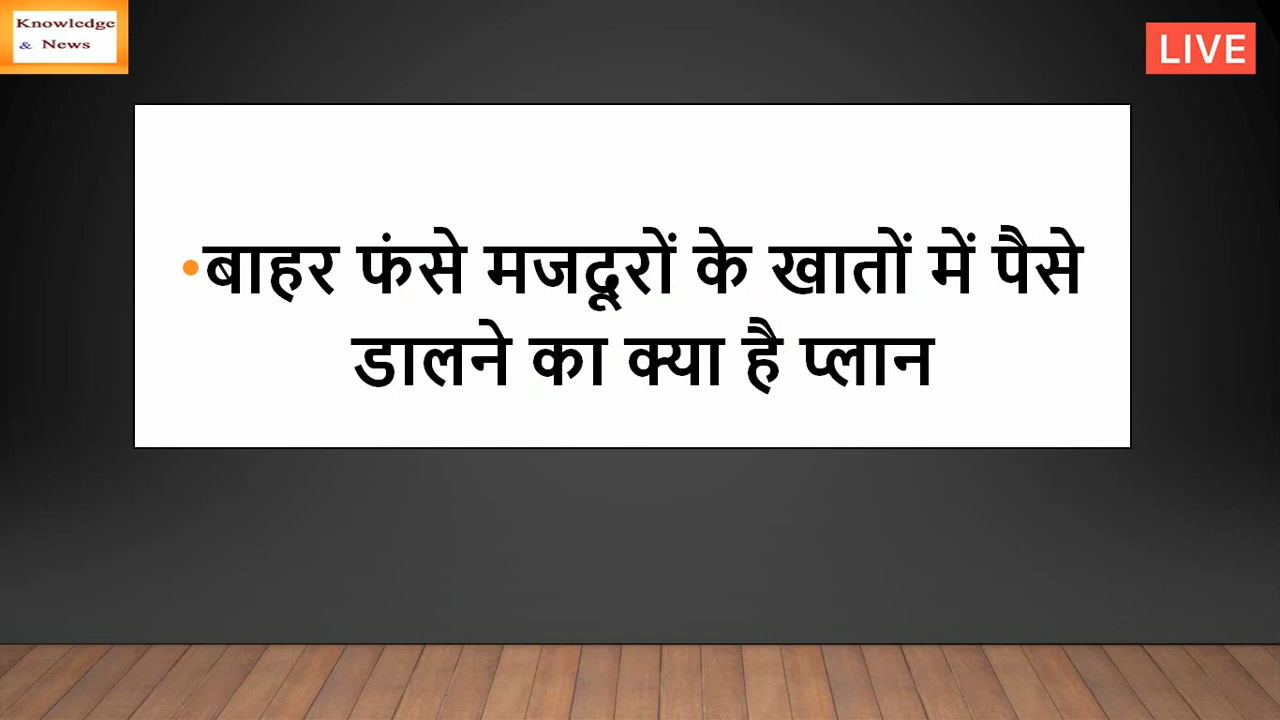 Knowledge
& News
LIVE
•बाहर फंसे मजदूरों के खातों में पैसे
डालने का क्या है प्लान